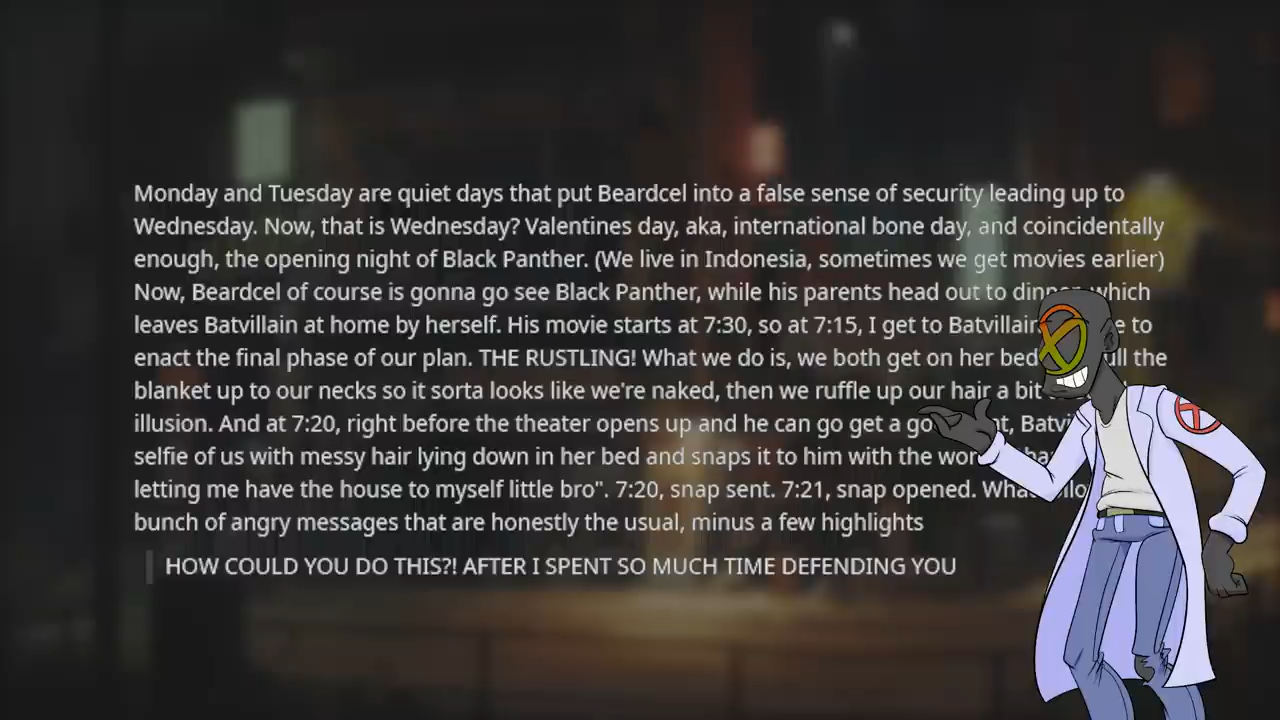 Monday and Tuesday are quiet days that put Beardcel into a false sense of security leading up to
Wednesday. Now, that is Wednesday? Valentines day, aka, international bone day, and coincidentally
enough, the opening night of Black Panther. (We live in Indonesia, sometimes we get movies earlier)
Now, Beardcel of course is gonna go see Black Panther, while his parents head out to dinner, which
leaves Batvillain at home by herself. His movie starts at 7:30, so at 7:15, I get to Batvillain to
enact the final phase of our plan. THE RUSTLING! What we do is, we both get on her bed the
blanket up to our necks so it sorta looks like we're naked, then we ruffle up our hair a bit
illusion. And at 7:20, right before the theater opens up and he can go get a
selfie of us with messy hair lying down in her bed and snaps it to him with the
letting me have the house to myself little bro". 7:20, snap sent. 7:21, snap opened.
bunch of angry messages that are honestly the usual, minus a few highlights
HOW COULD YOU DO THIS?! AFTER I SPENT SO MUCH TIME DEFENDING YOU